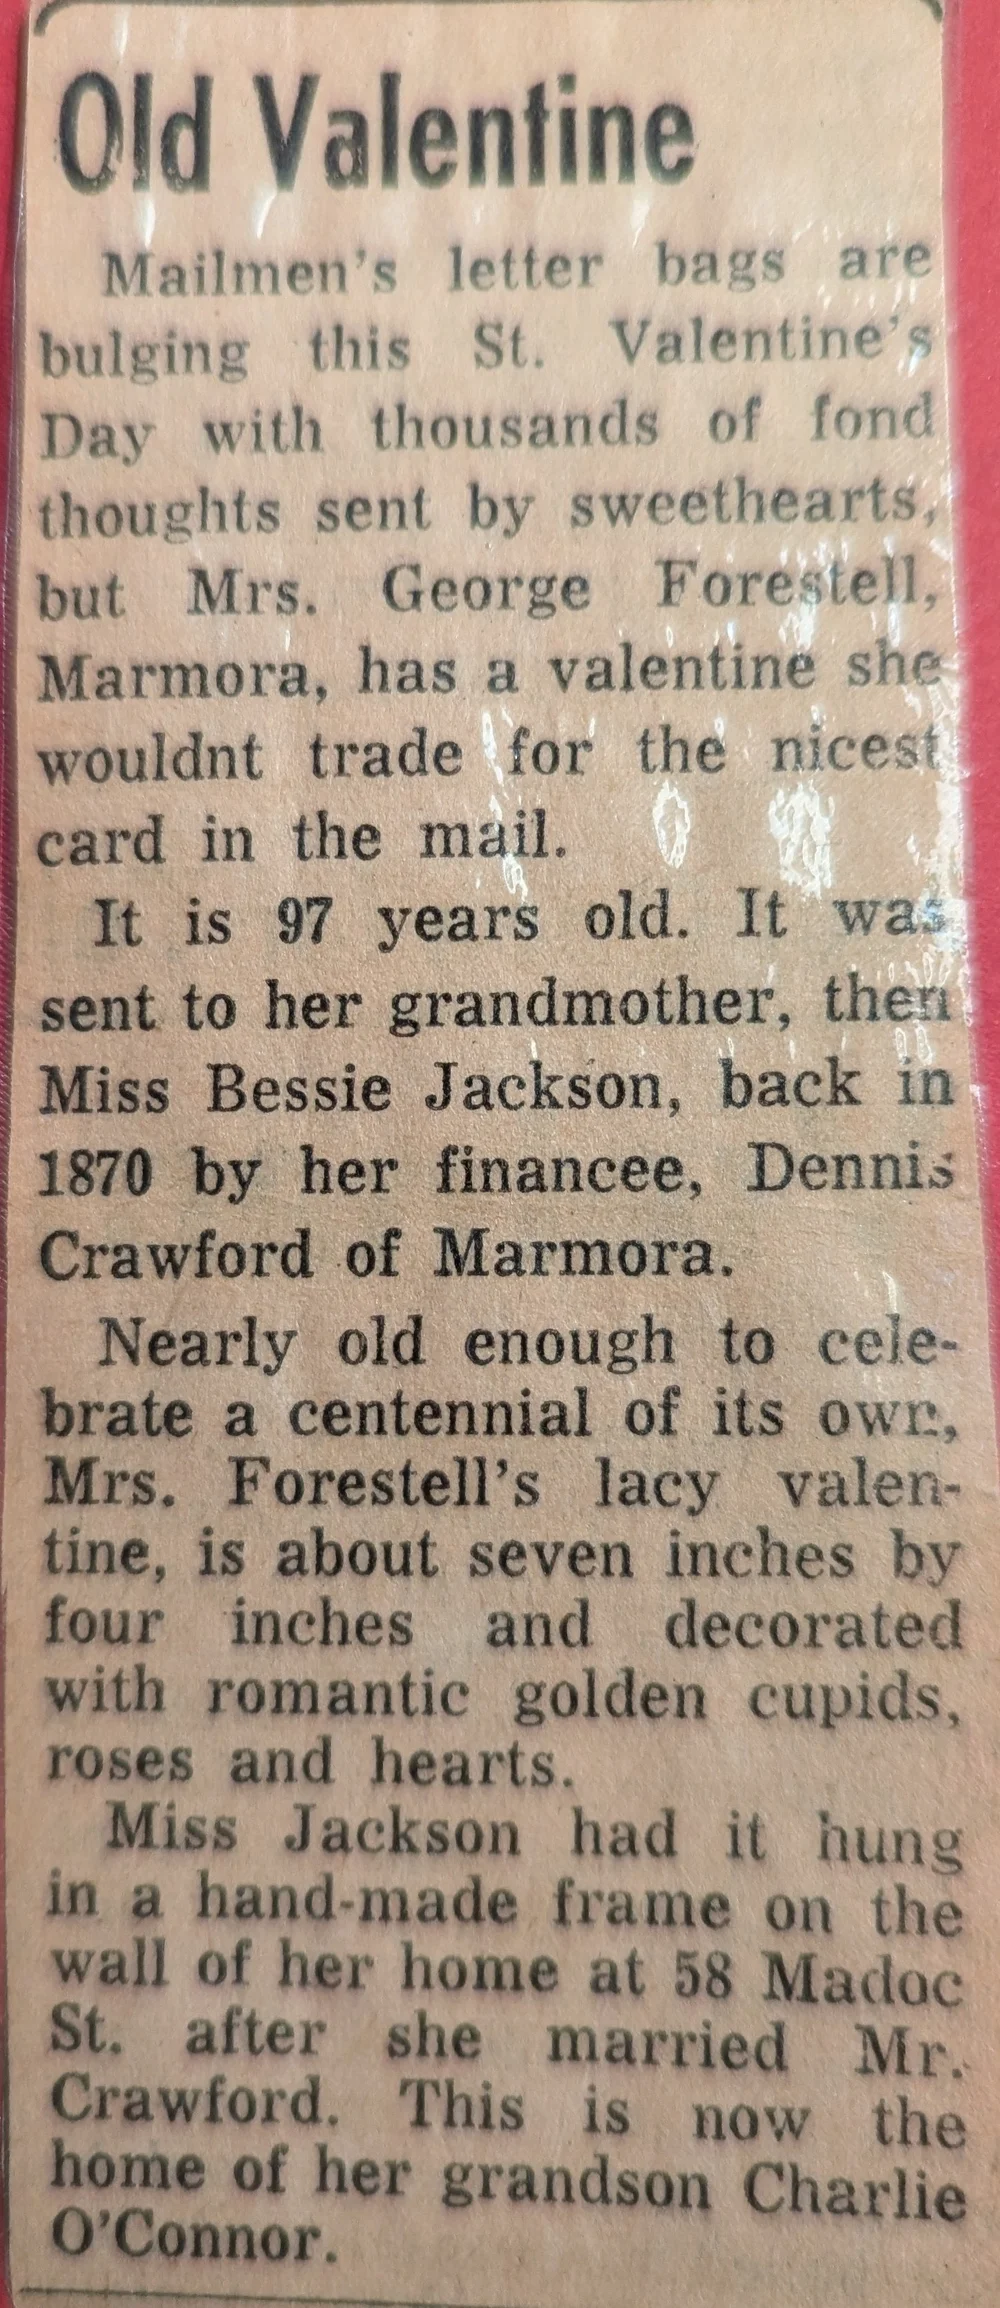 Old Valentine
Mailmen's letter bags are
bulging this St. Valentine's
Day with thousands of fond
thoughts sent by sweethearts,
but Mrs. George Forestell,
Marmora, has a valentine she
wouldnt trade for the nicest
card in the mail.
It is 97 years old. It was
sent to her grandmother, then
Miss Bessie Jackson, back in
1870 by her financee, Dennis
Crawford of Marmora.
Nearly old enough to cele-
brate a centennial of its own,
Mrs. Forestell's lacy valen-
tine, is about seven inches by
four inches and decorated
with romantic golden cupids,
roses and hearts.
Miss Jackson had it hung
in a hand-made frame on the
wall of her home at 58 Madoc
St. after she married Mr.
Crawford. This is now the
home of her grandson Charlie
O'Connor.